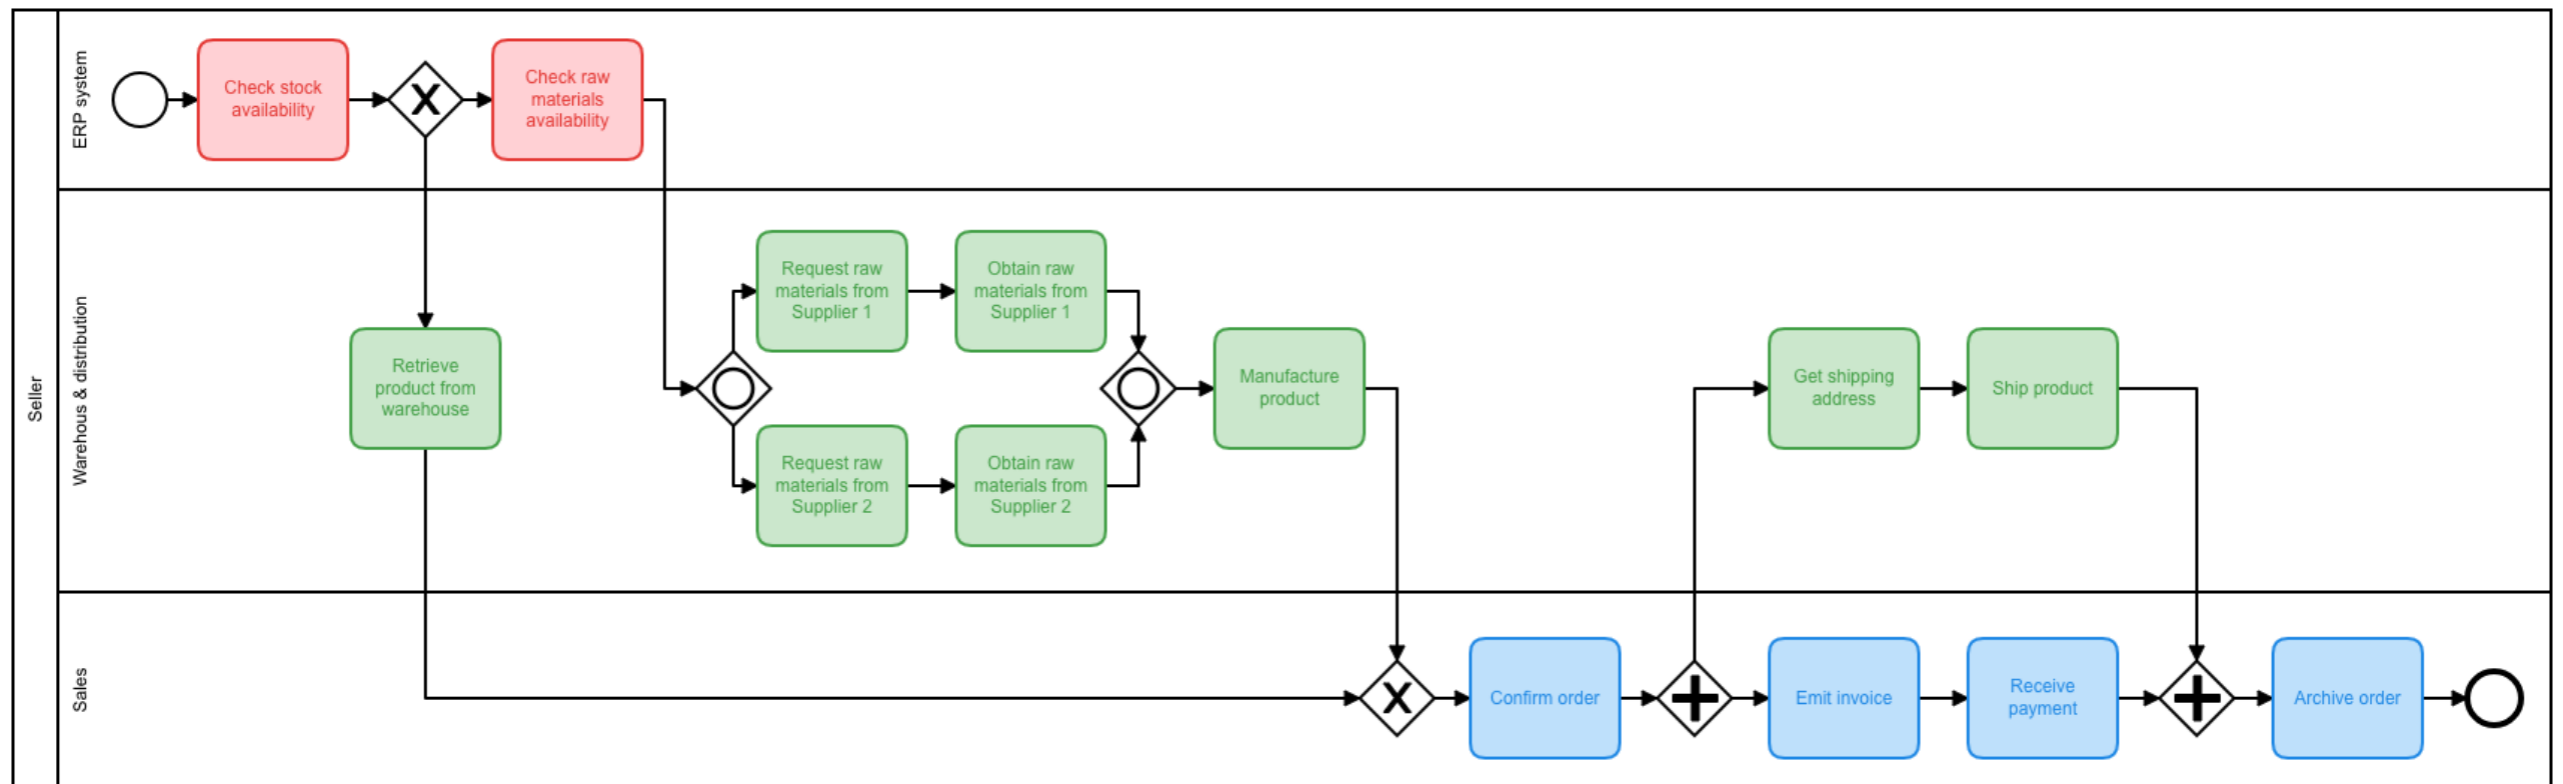 Seller
ERP system
Check stock
availability
X
Check raw
materials
availability
Warehous & distribution
Retrieve
product from
warehouse
Request raw
materials from
Supplier 1
Obtain raw
materials from
Supplier 1
Request raw
materials from
Supplier 2
Obtain raw
materials from
Supplier 2
Manufacture
product
Get shipping
address
Ship product
Sales
X
Confirm order
Emit invoice
Receive
payment
Archive order